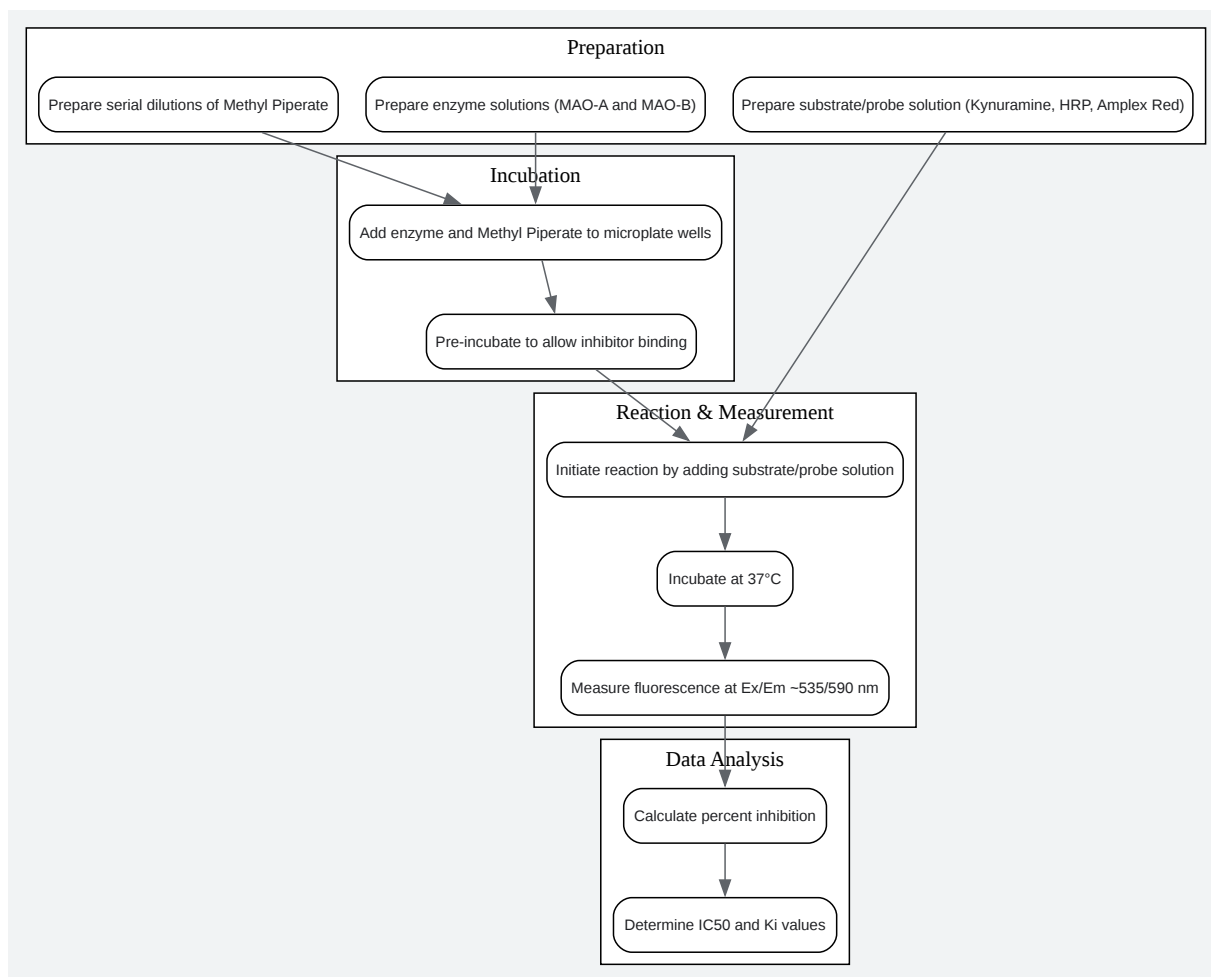 Preparation
Prepare serial dilutions of Methyl Piperate
Prepare enzyme solutions (MAO-A and MAO-B)
Prepare substrate/probe solution (Kynuramine, HRP, Amplex Red)
Incubation
Add enzyme and Methyl Piperate to microplate wells
Pre-incubate to allow inhibitor binding
Reaction & Measurement
Initiate reaction by adding substrate/probe solution
Incubate at 37°C
Measure fluorescence at Ex/Em ~535/590 nm
Data Analysis
Calculate percent inhibition
Determine IC50 and Ki values